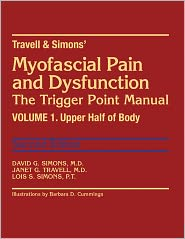 Travell & Simons'
Myofascial Pain
and Dysfunction
The Trigger Point Manual
VOLUME 1. Upper Half of Body
DAVID G. SIMONS, M.D.
JANET G. TRAVELL, M.D.
LOIS S. SIMONS, P.T.
Illustrations by Barbara D. Cummings